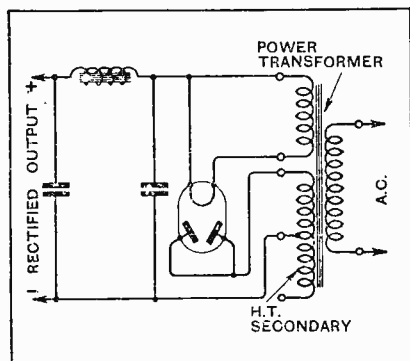 POWER
TRANSFORMER
— RECTIFIED OUTPUT +
A.C.
H.T.
SECONDARY